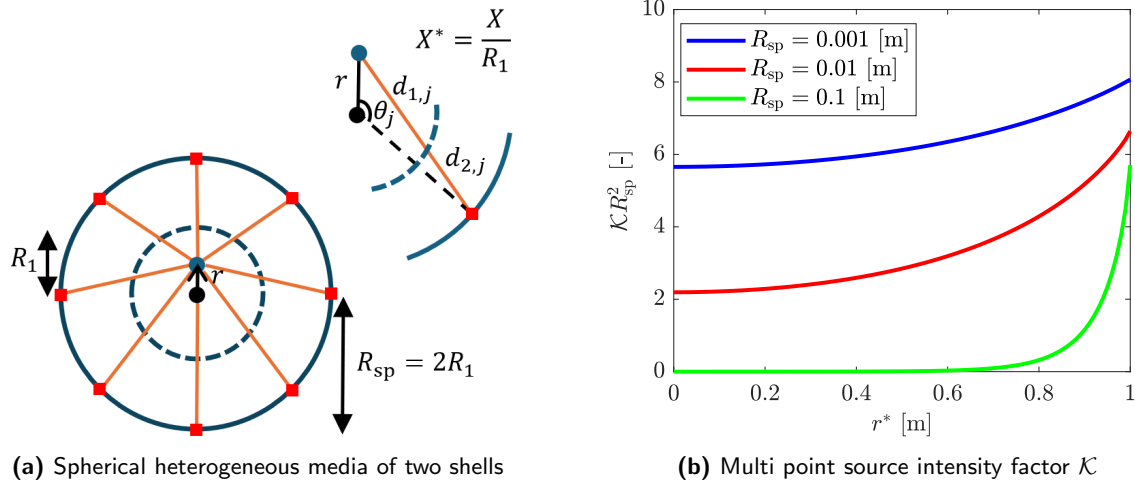 X* = X / R₁
r
θⱼ
d₁,ⱼ
d₂,ⱼ
R₁
r
R_sp = 2R₁
(a) Spherical heterogeneous media of two shells
10
8
6
4
2
0
𝒦R²_sp [-]
R_sp = 0.001 [m]
R_sp = 0.01 [m]
R_sp = 0.1 [m]
0 0.2 0.4 0.6 0.8 1
r* [m]
(b) Multi point source intensity factor 𝒦